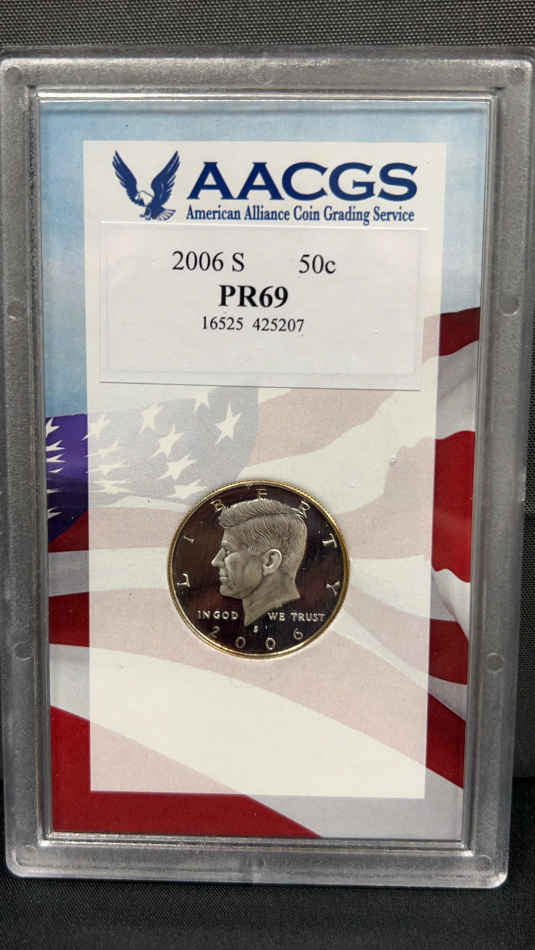 AACGS
American Alliance Coin Grading Service
2006 S 50c
PR69
16525 425207
LIBERTY
IN GOD WE TRUST
S
2006